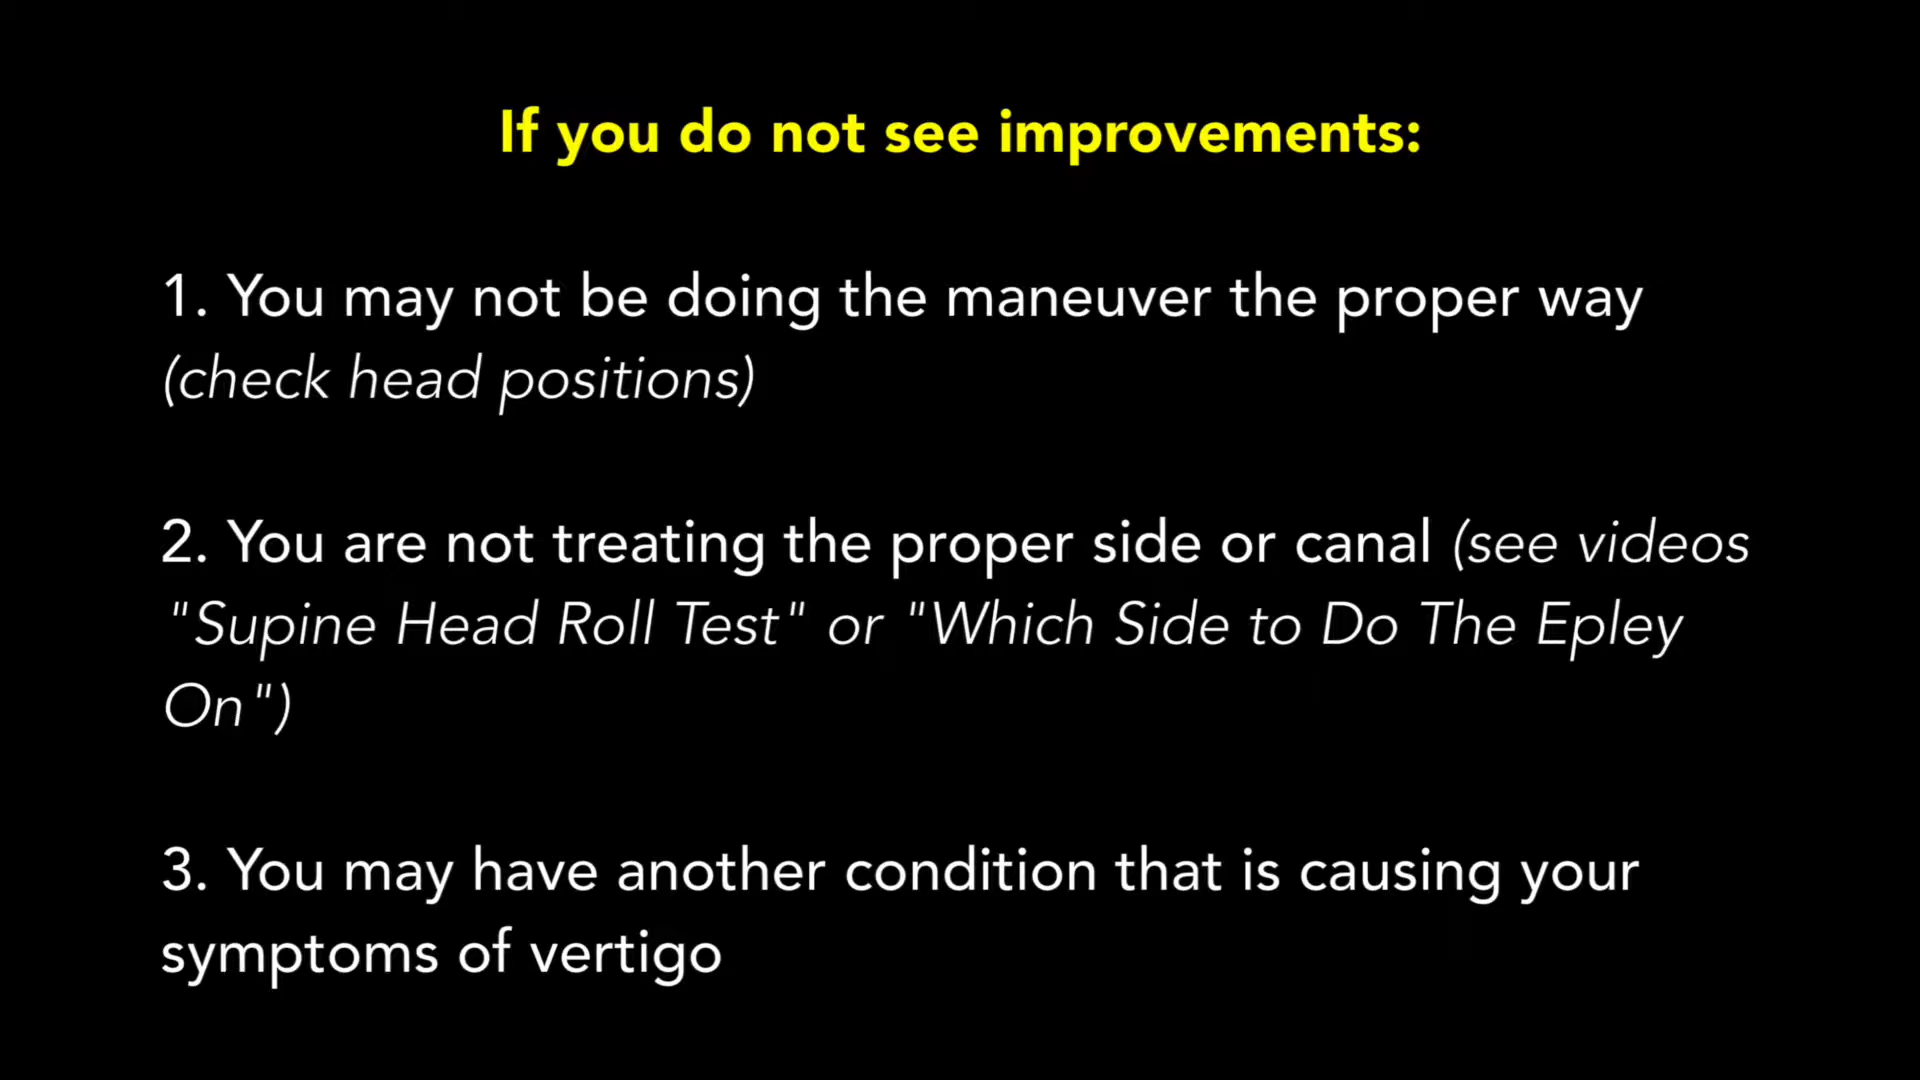 If you do not see improvements:
1. You may not be doing the maneuver the proper way
(check head positions)
2. You are not treating the proper side or canal (see videos
"Supine Head Roll Test" or "Which Side to Do The Epley
On")
3. You may have another condition that is causing your
symptoms of vertigo